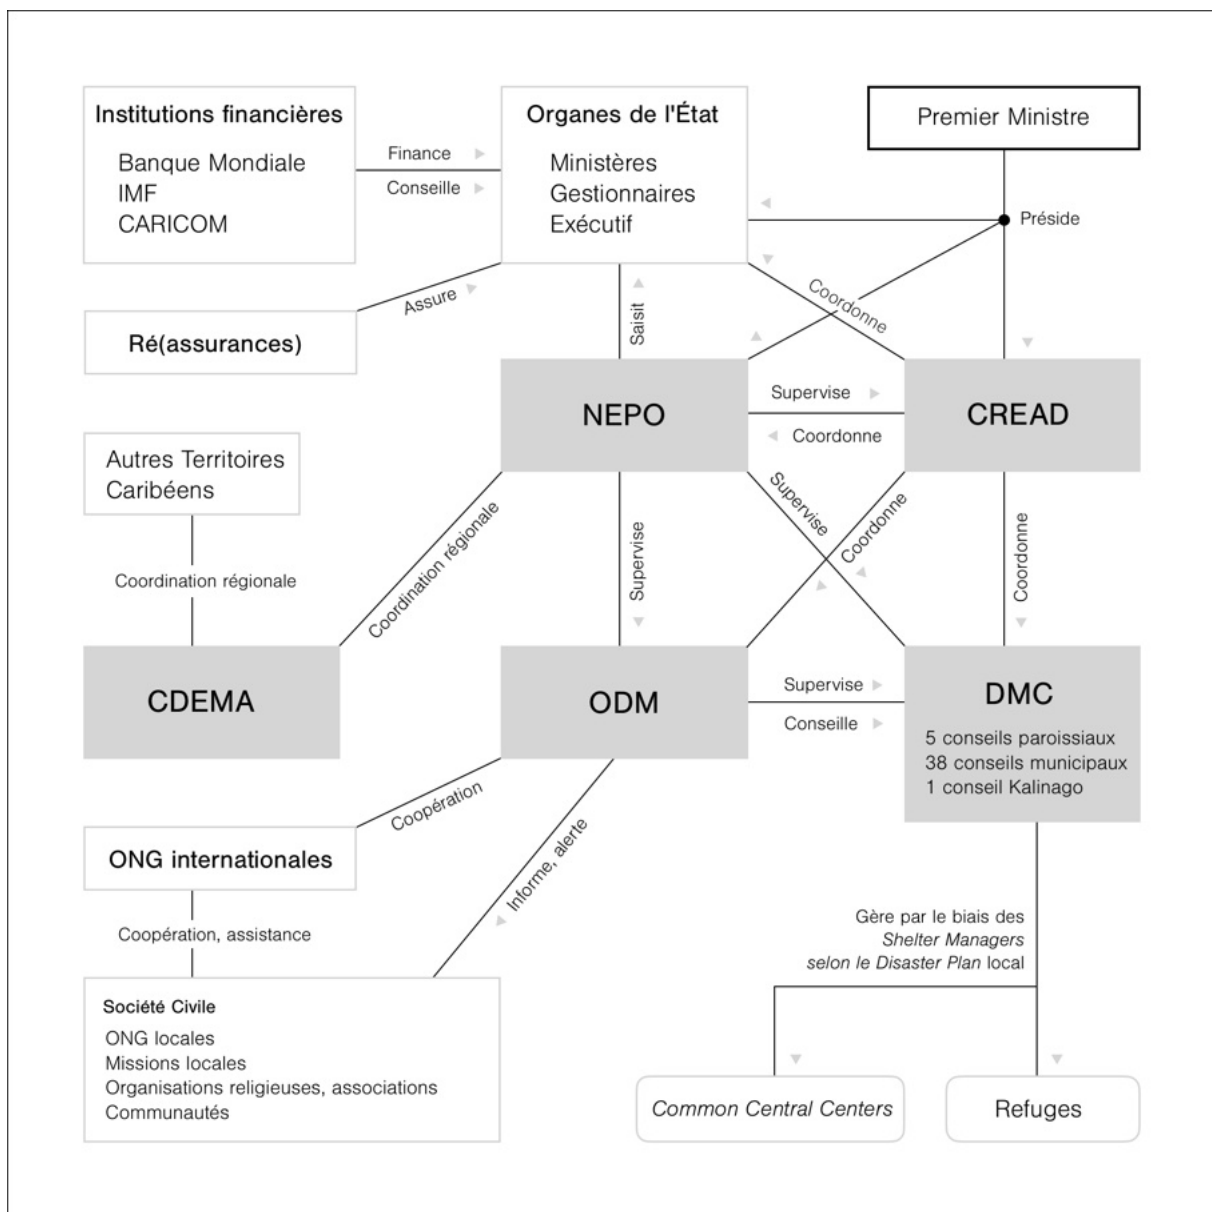 Institutions financières
Banque Mondiale
IMF
CARICOM
Finance
Conseille
Organes de l'État
Ministères
Gestionnaires
Exécutif
Premier Ministre
Préside
Assure
Ré(assurances)
Saisit
Coordonne
NEPO
Supervise
Coordonne
CREAD
Autres Territoires
Caribéens
Coordination régionale
Coordination régionale
Supervise
Supervise
Coordonne
Coordonne
CDEMA
ODM
Supervise
Conseille
DMC
5 conseils paroissiaux
38 conseils municipaux
1 conseil Kalinago
Coopération
Informe, alerte
ONG internationales
Coopération, assistance
Gère par le biais des
Shelter Managers
selon le Disaster Plan local
Société Civile
ONG locales
Missions locales
Organisations religieuses, associations
Communautés
Common Central Centers
Refuges